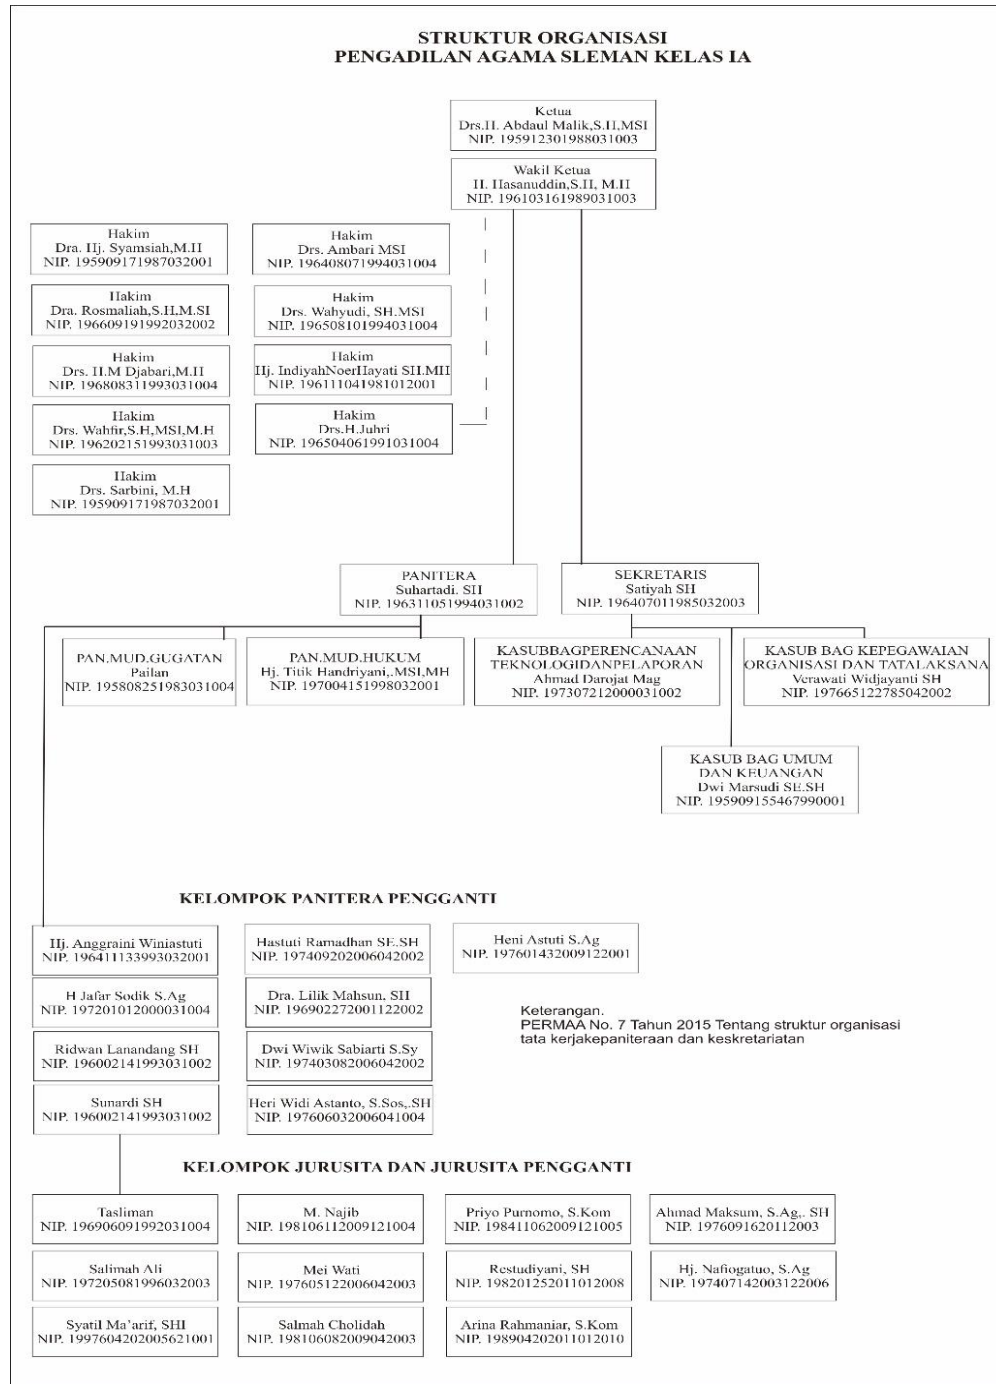 STRUKTUR ORGANISASI
PENGADILAN AGAMA SLEMAN KELAS IA
Ketua
Drs.H. Abdaul Malik,S.H,MSI
NIP. 195912301988031003
Wakil Ketua
H. Hasanuddin,S.H, M.H
NIP. 196103161989031003
Hakim
Dra. Hj. Syamsiah,M.H
NIP. 195909171987032001
Hakim
Drs. Ambari MSI
NIP. 196408071994031004
Hakim
Dra. Rosmaliah,S.H,M.SI
NIP. 196609191992032002
Hakim
Drs. Wahyudi, SH.MSI
NIP. 196508101994031004
Hakim
Drs. H.M Djabari,M.H
NIP. 196808311993031004
Hakim
Hj. IndiyahNoerHayati SH.MH
NIP. 196111041981012001
Hakim
Drs. Wahfir,S.H,MSI,M.H
NIP. 196202151993031003
Hakim
Drs.H.Juhri
NIP. 196504061991031004
Hakim
Drs. Sarbini, M.H
NIP. 195909171987032001
PANITERA
Suhartadi. SH
NIP. 196311051994031002
SEKRETARIS
Satiyah SH
NIP. 196407011985032003
PAN.MUD.GUGATAN
Pailan
NIP. 195808251983031004
PAN.MUD.HUKUM
Hj. Titik Handriyani,.MSI,MH
NIP. 197004151998032001
KASUBBAGPERENCANAAN
TEKNOLOGIDANPELAPORAN
Ahmad Darojat Mag
NIP. 197307212000031002
KASUB BAG KEPEGAWAIAN
ORGANISASI DAN TATALAKSANA
Verawati Widjayanti SH
NIP. 197665122785042002
KASUB BAG UMUM
DAN KEUANGAN
Dwi Marsudi SE.SH
NIP. 195909155467990001
KELOMPOK PANITERA PENGGANTI
Hj. Anggraini Winiastuti
NIP. 196411133993032001
Hastuti Ramadhan SE.SH
NIP. 197409202006042002
Heni Astuti S.Ag
NIP. 197601432009122001
H Jafar Sodik S.Ag
NIP. 197201012000031004
Dra. Lilik Mahsun, SH
NIP. 196902272001122002
Keterangan.
PERMAA No. 7 Tahun 2015 Tentang struktur organisasi
tata kerjakepaniteraan dan keskretariatan
Ridwan Lanandang SH
NIP. 196002141993031002
Dwi Wiwik Sabiarti S.Sy
NIP. 197403082006042002
Sunardi SH
NIP. 196002141993031002
Heri Widi Astanto, S.Sos,.SH
NIP. 197606032006041004
KELOMPOK JURUSITA DAN JURUSITA PENGGANTI
Tasliman
NIP. 196906091992031004
M. Najib
NIP. 198106112009121004
Priyo Purnomo, S.Kom
NIP. 198411062009121005
Ahmad Maksum, S.Ag,. SH
NIP. 1976091620112003
Salimah Ali
NIP. 197205081996032003
Mei Wati
NIP. 197605122006042003
Restudiyani, SH
NIP. 198201252011012008
Hj. Nafiogatuo, S.Ag
NIP. 197407142003122006
Syatil Ma'arif, SHI
NIP. 1997604202005621001
Salmah Cholidah
NIP. 198106082009042003
Arina Rahmaniar, S.Kom
NIP. 198904202011012010